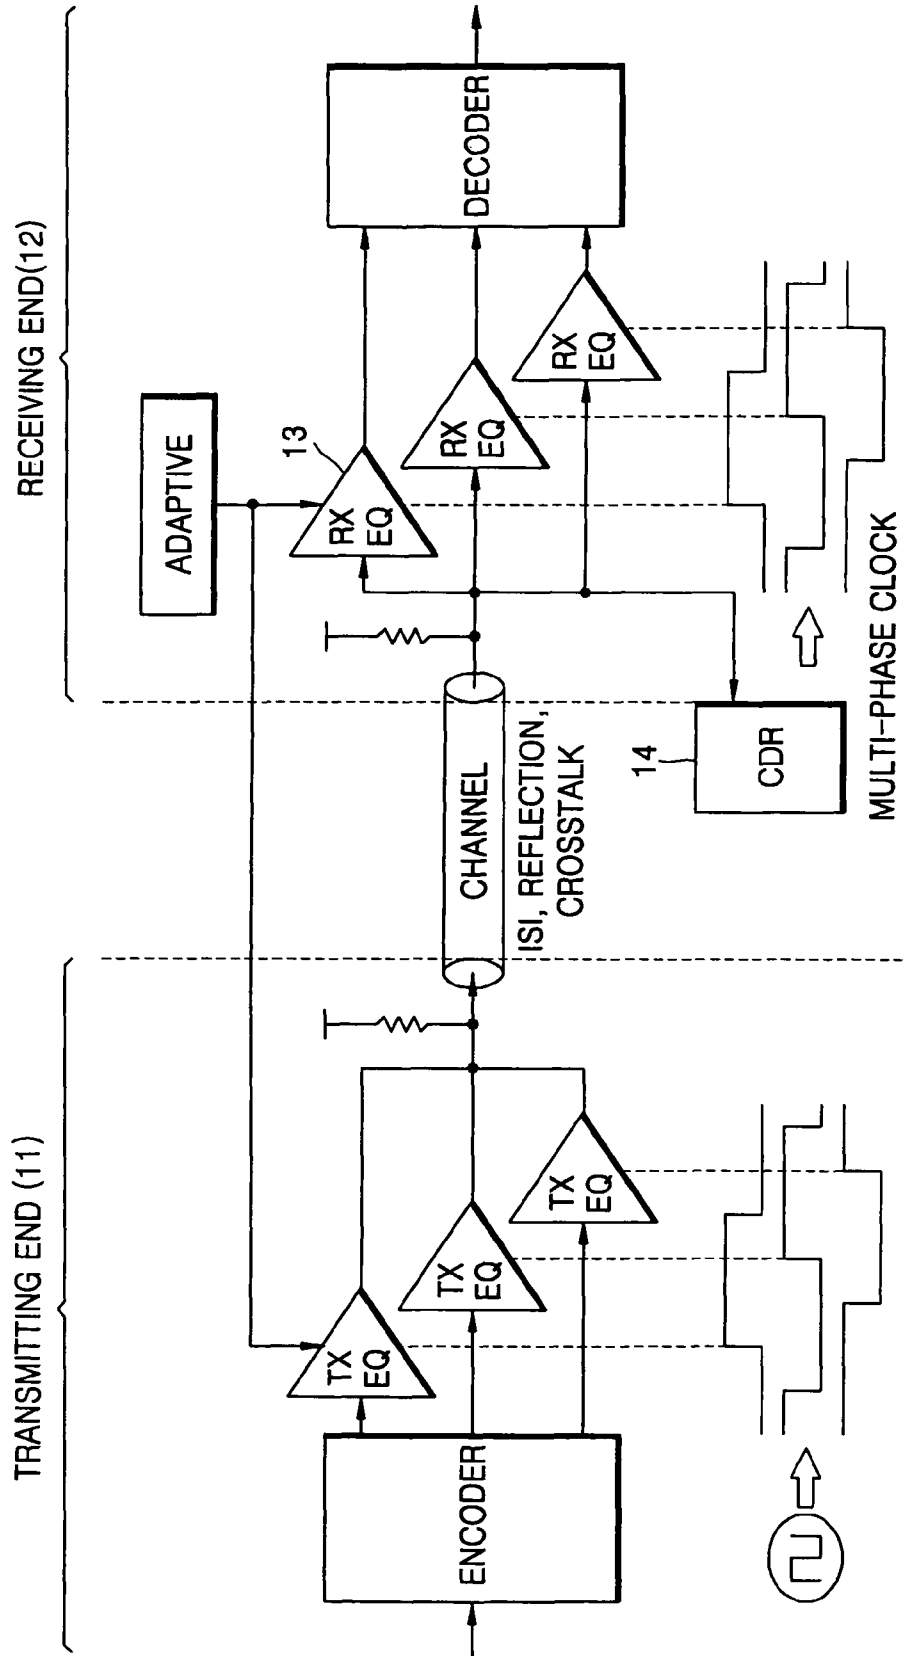 TRANSMITTING END (11)
RECEIVING END(12)
ADAPTIVE
ENCODER
TX
EQ
TX
EQ
TX
EQ
CHANNEL
ISI, REFLECTION,
CROSSTALK
13
RX
EQ
RX
EQ
RX
EQ
DECODER
14
CDR
MULTI-PHASE CLOCK